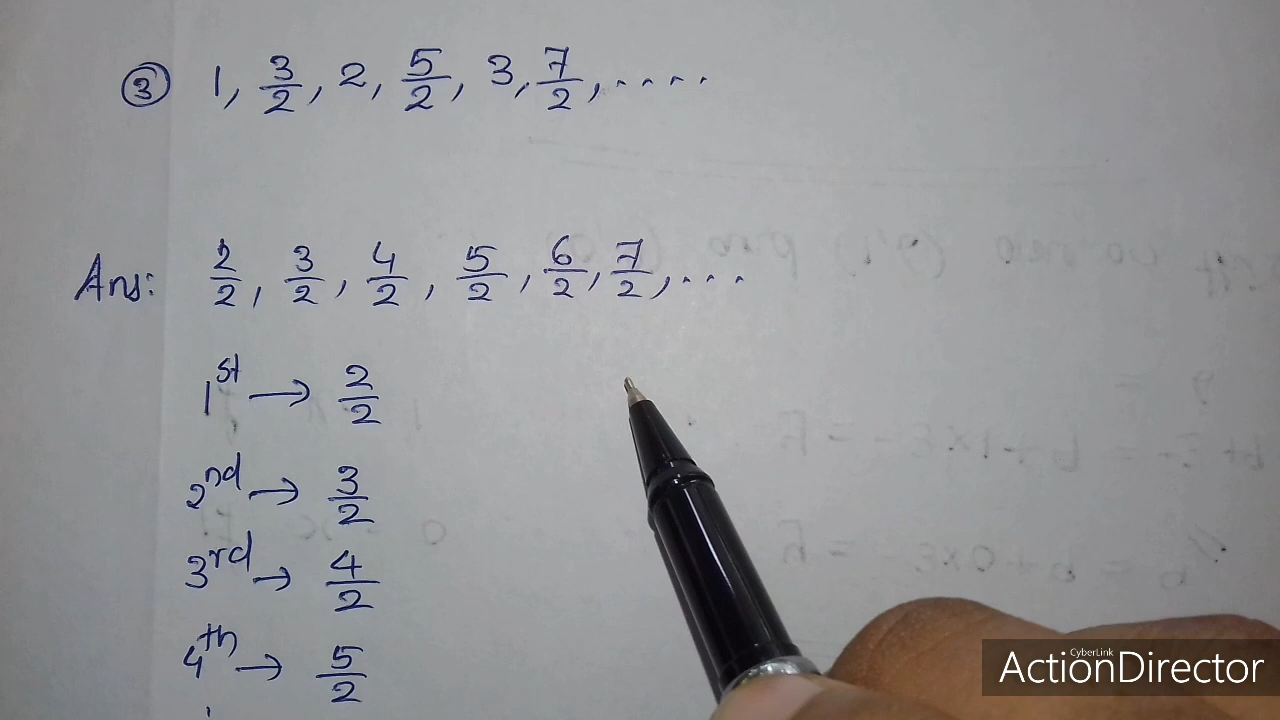 ③ 1, 3/2, 2, 5/2, 3, 7/2, ....
Ans: 2/2, 3/2, 4/2, 5/2, 6/2, 7/2, ...
1st → 2/2
2nd → 3/2
3rd → 4/2
4th → 5/2
CyberLink
ActionDirector